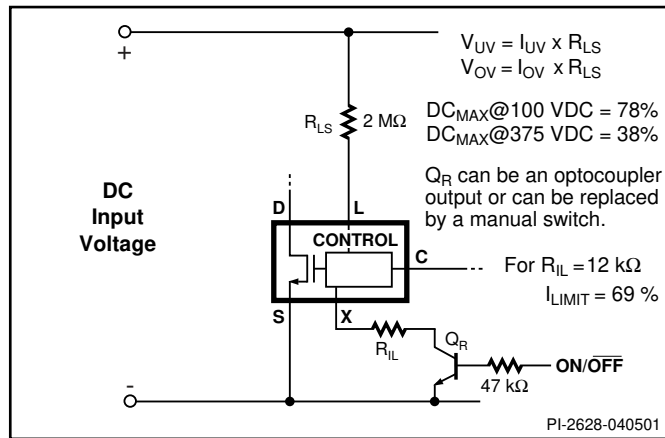 +
V_UV = I_UV x R_LS
V_OV = I_OV x R_LS
R_LS
2 MΩ
DC_MAX@100 VDC = 78%
DC_MAX@375 VDC = 38%
Q_R can be an optocoupler
output or can be replaced
by a manual switch.
DC
Input
Voltage
D
L
CONTROL
C
For R_IL = 12 kΩ
I_LIMIT = 69 %
S
X
R_IL
Q_R
47 kΩ
ON/O̅F̅F̅
-
PI-2628-040501